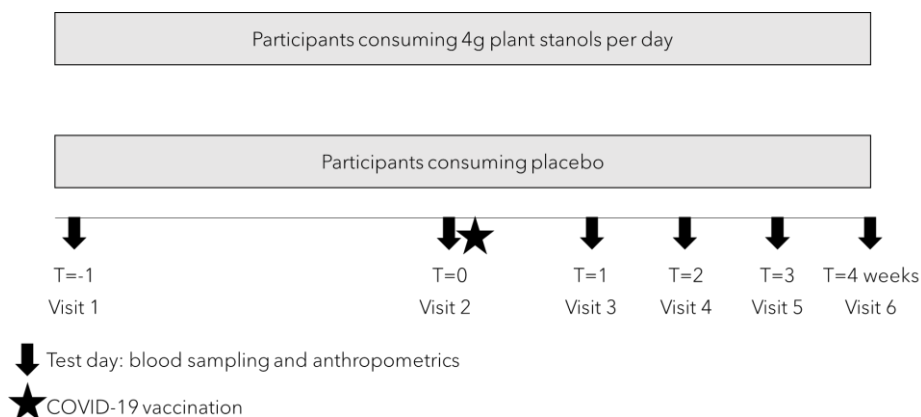 Participants consuming 4g plant stanols per day
Participants consuming placebo
T=-1 T=0 T=1 T=2 T=3 T=4 weeks
Visit 1 Visit 2 Visit 3 Visit 4 Visit 5 Visit 6
Test day: blood sampling and anthropometrics
COVID-19 vaccination